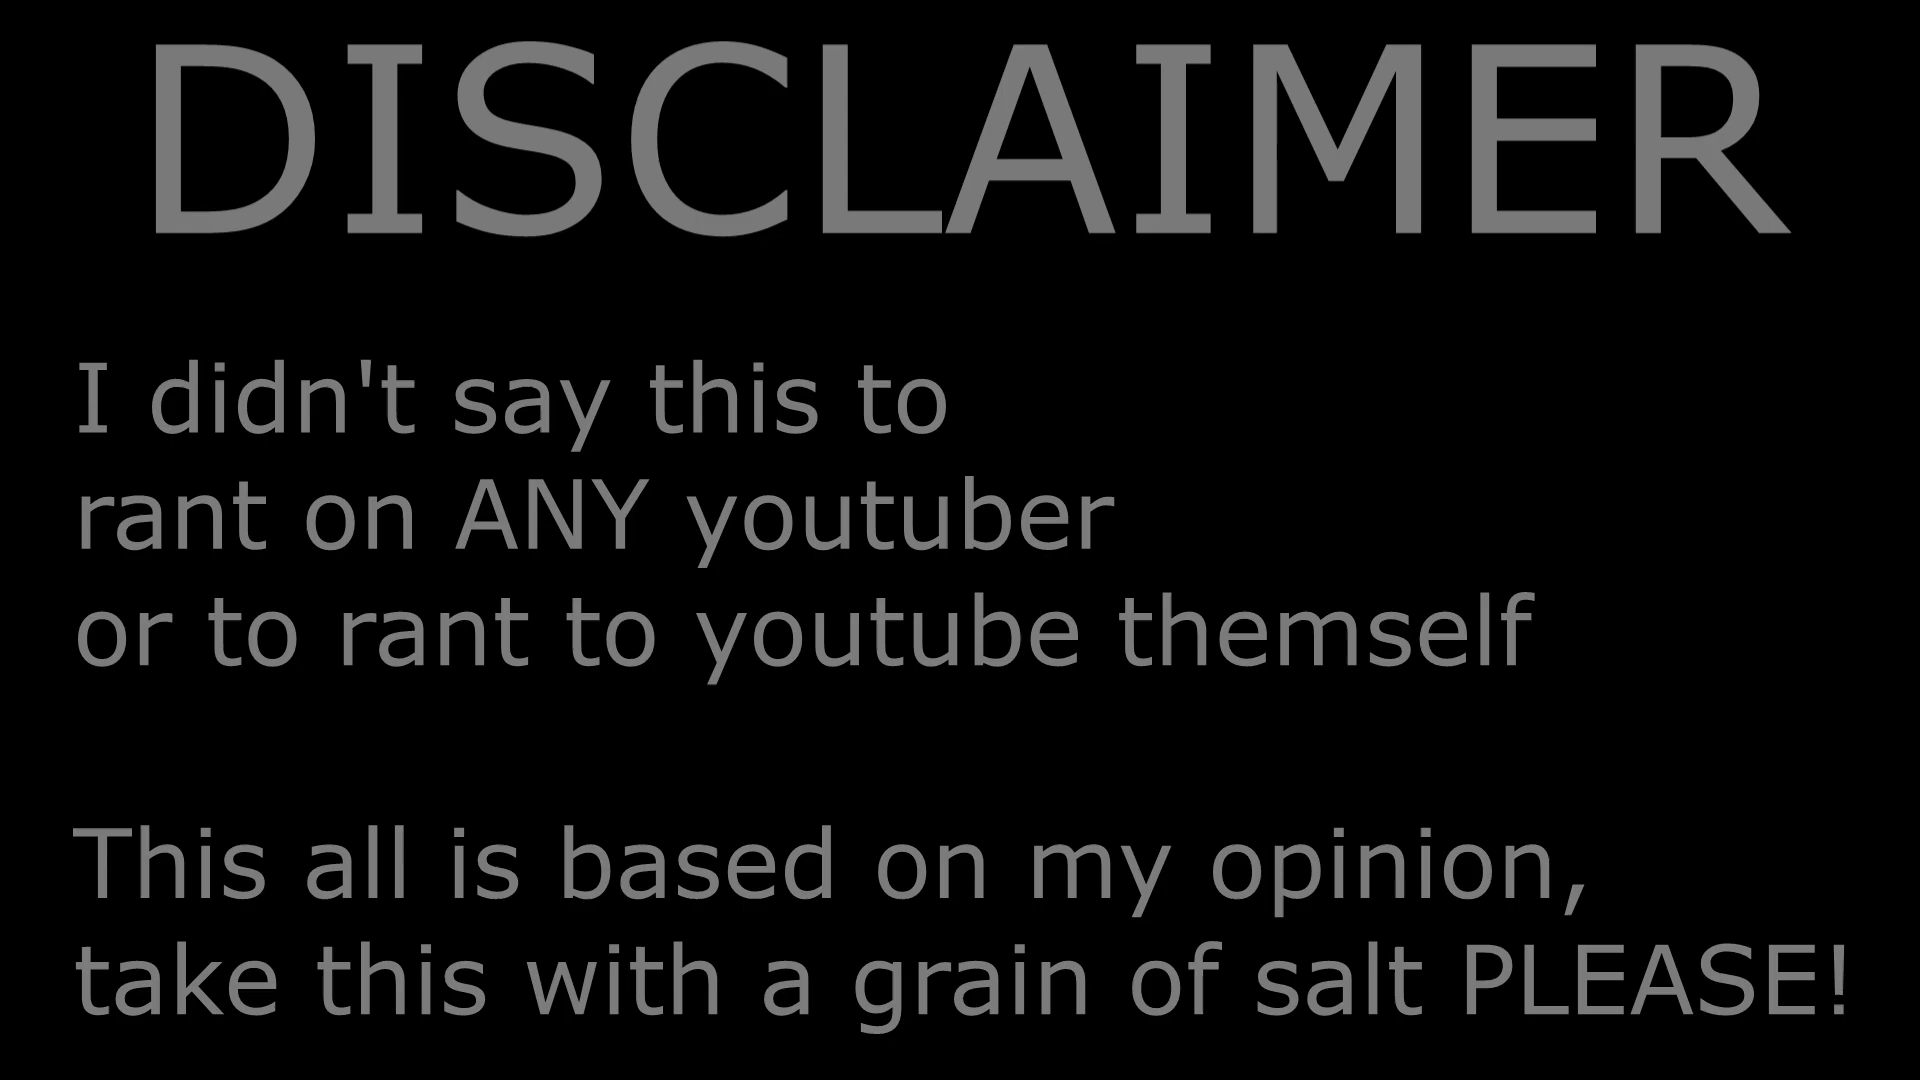 DISCLAIMER
I didn't say this to
rant on ANY youtuber
or to rant to youtube themself
This all is based on my opinion,
take this with a grain of salt PLEASE!